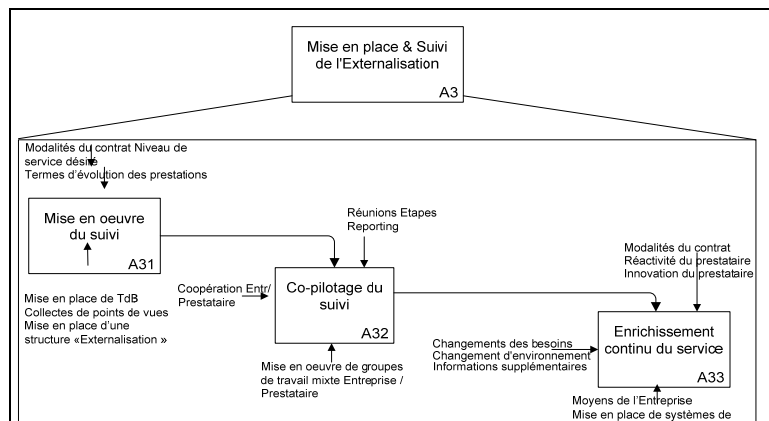 Mise en place & Suivi
de l'Externalisation
A3
Modalités du contrat Niveau de
service désiré
Termes d'évolution des prestations
Mise en oeuvre
du suivi
A31
Mise en place de TdB
Collectes de points de vues
Mise en place d'une
structure «Externalisation »
Réunions Etapes
Reporting
Coopération Entr/
Prestataire
Co-pilotage du
suivi
A32
Mise en oeuvre de groupes
de travail mixte Entreprise /
Prestataire
Modalités du contrat
Réactivité du prestataire
Innovation du prestataire
Changements des besoins
Changement d'environnement
Informations supplémentaires
Enrichissement
continu du service
A33
Moyens de l'Entreprise
Mise en place de systèmes de